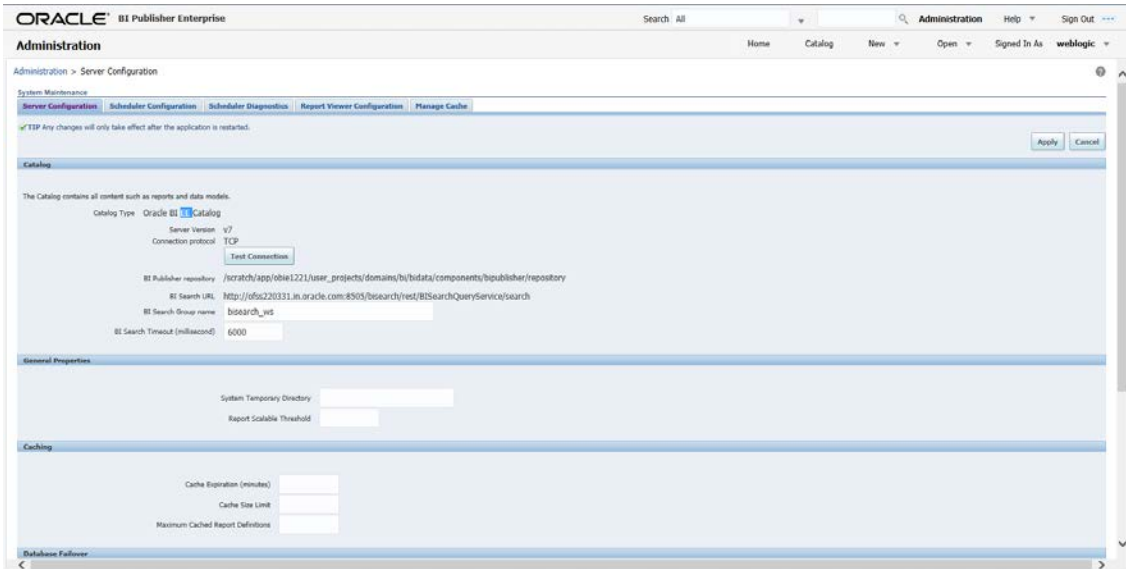 ORACLE® BI Publisher Enterprise
Search All
Administration Help Sign Out
Administration
Home Catalog New Open Signed In As weblogic
Administration > Server Configuration
System Maintenance
Server Configuration Scheduler Configuration Scheduler Diagnostics Report Viewer Configuration Manage Cache
TIP Any changes will only take effect after the application is restarted.
Apply Cancel
Catalog
The Catalog contains all content such as reports and data models.
Catalog Type Oracle BI EE Catalog
Server Version v7
Connection protocol TCP
Test Connection
BI Publisher repository /scratch/app/obie1221/user_projects/domains/bi/bidata/components/bipublisher/repository
BI Search URL http://ofss220331.in.oracle.com:8505/bisearch/rest/BISearchQueryService/search
BI Search Group name bisearch_ws
BI Search Timeout (millisecond) 6000
General Properties
System Temporary Directory
Report Scalable Threshold
Caching
Cache Expiration (minutes)
Cache Size Limit
Maximum Cached Report Definitions
Database Failover